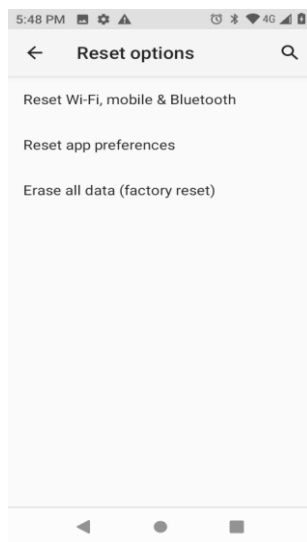 5:48 PM 4G
Reset options
Reset Wi-Fi, mobile & Bluetooth
Reset app preferences
Erase all data (factory reset)